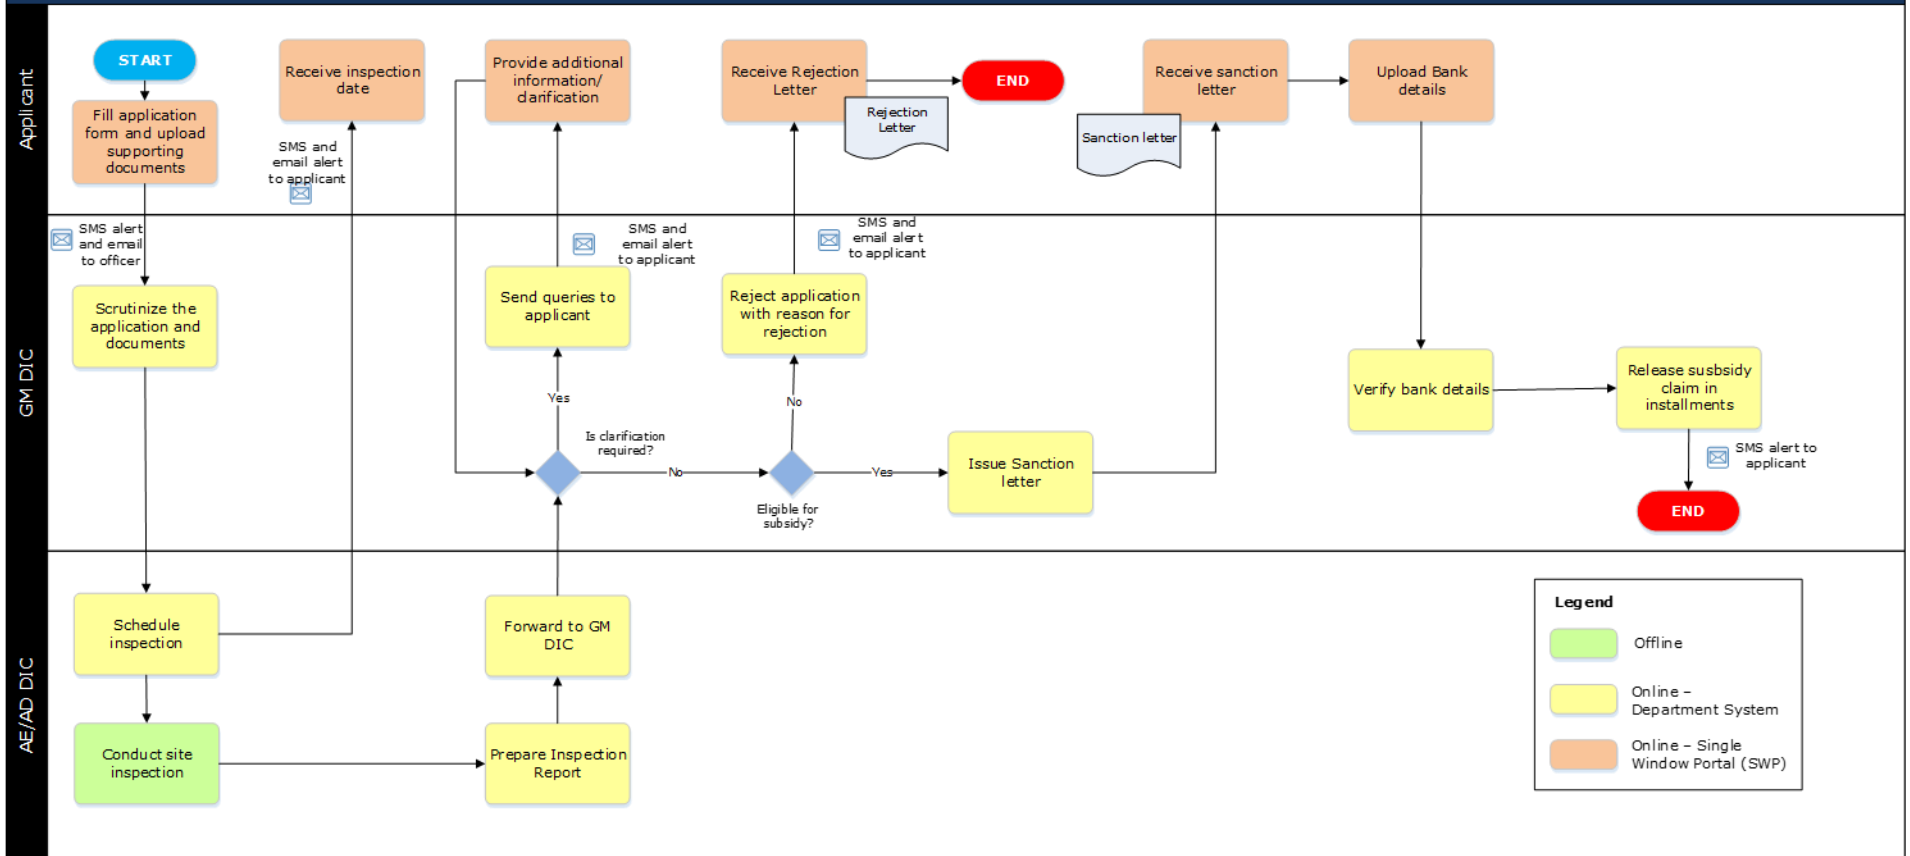 Applicant
START
Fill application
form and upload
supporting
documents
Receive inspection
date
SMS and
email alert
to applicant
Provide additional
information/
clarification
Receive Rejection
Letter
Rejection
Letter
END
Receive sanction
letter
Sanction letter
Upload Bank
details
GM DIC
SMS alert
and email
to officer
Scrutinize the
application and
documents
SMS and
email alert
to applicant
Send queries to
applicant
Yes
Is clarification
required?
No
SMS and
email alert
to applicant
Reject application
with reason for
rejection
No
Eligible for
subsidy?
Yes
Issue Sanction
letter
Verify bank details
Release susbsidy
claim in
installments
SMS alert to
applicant
END
AE/AD DIC
Schedule
inspection
Conduct site
inspection
Forward to GM
DIC
Prepare Inspection
Report
Legend
Offline
Online –
Department System
Online – Single
Window Portal (SWP)